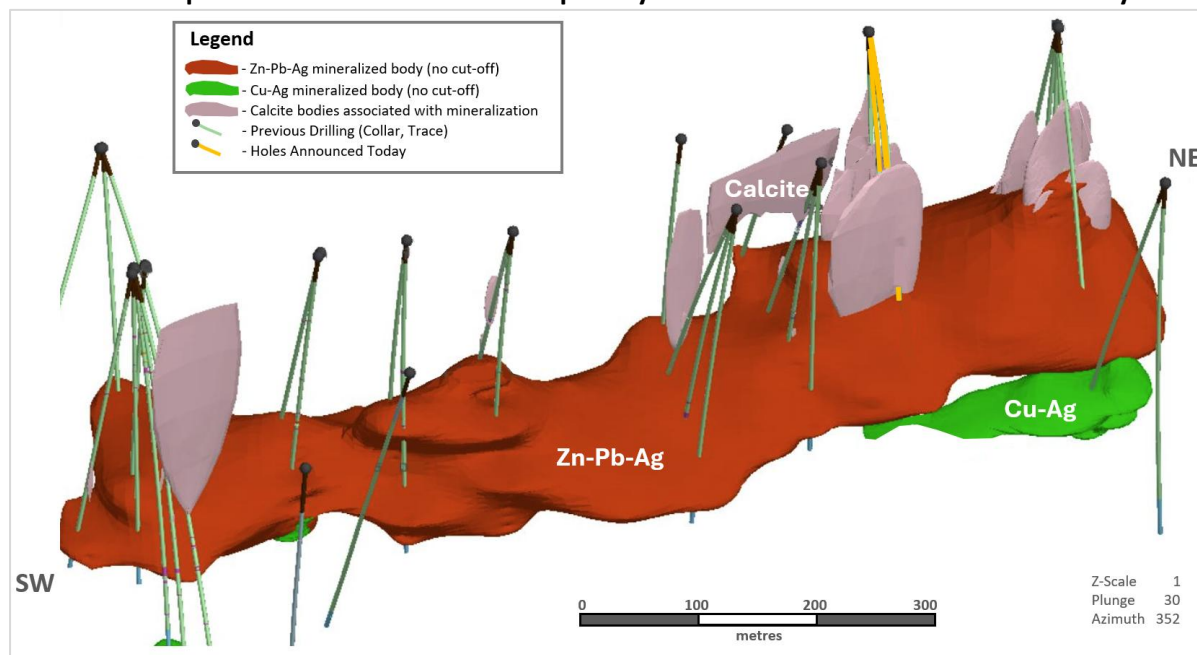 Legend
- Zn-Pb-Ag mineralized body (no cut-off)
- Cu-Ag mineralized body (no cut-off)
- Calcite bodies associated with mineralization
- Previous Drilling (Collar, Trace)
- Holes Announced Today
NE
Calcite
Cu-Ag
Zn-Pb-Ag
SW
0 100 200 300
metres
Z-Scale 1
Plunge 30
Azimuth 352